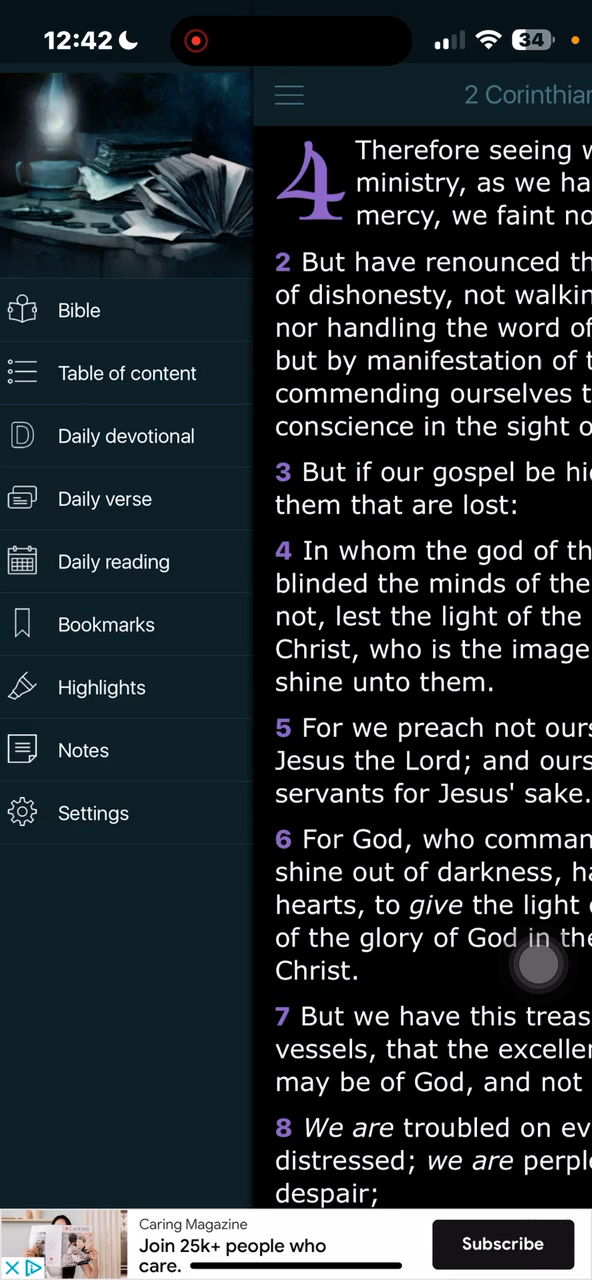 12:42
34
2 Corinthian
Bible
Table of content
Daily devotional
Daily verse
Daily reading
Bookmarks
Highlights
Notes
Settings
4 Therefore seeing w
ministry, as we ha
mercy, we faint no
2 But have renounced th
of dishonesty, not walkin
nor handling the word of
but by manifestation of t
commending ourselves t
conscience in the sight o
3 But if our gospel be hi
them that are lost:
4 In whom the god of th
blinded the minds of the
not, lest the light of the
Christ, who is the image
shine unto them.
5 For we preach not ours
Jesus the Lord; and ours
servants for Jesus' sake.
6 For God, who comman
shine out of darkness, ha
hearts, to give the light
of the glory of God in the
Christ.
7 But we have this treas
vessels, that the excelle
may be of God, and not
8 We are troubled on ev
distressed; we are perple
despair;
Caring Magazine
Join 25k+ people who
care.
Subscribe